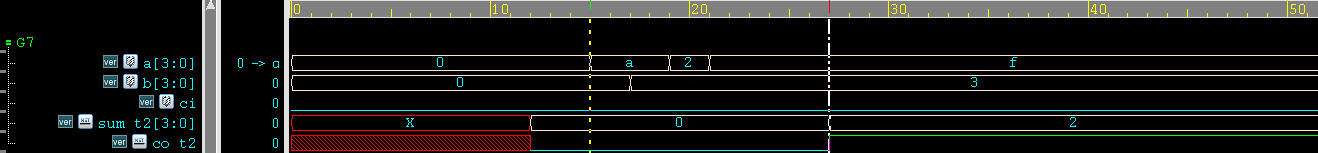 0 10 20 30 40 50
G7
ver a[3:0] 0 -> a 0 a 2 f
ver b[3:0] 0 0 3
ver ci 0
ver sum t2[3:0] 0 X 0 2
ver co t2 0